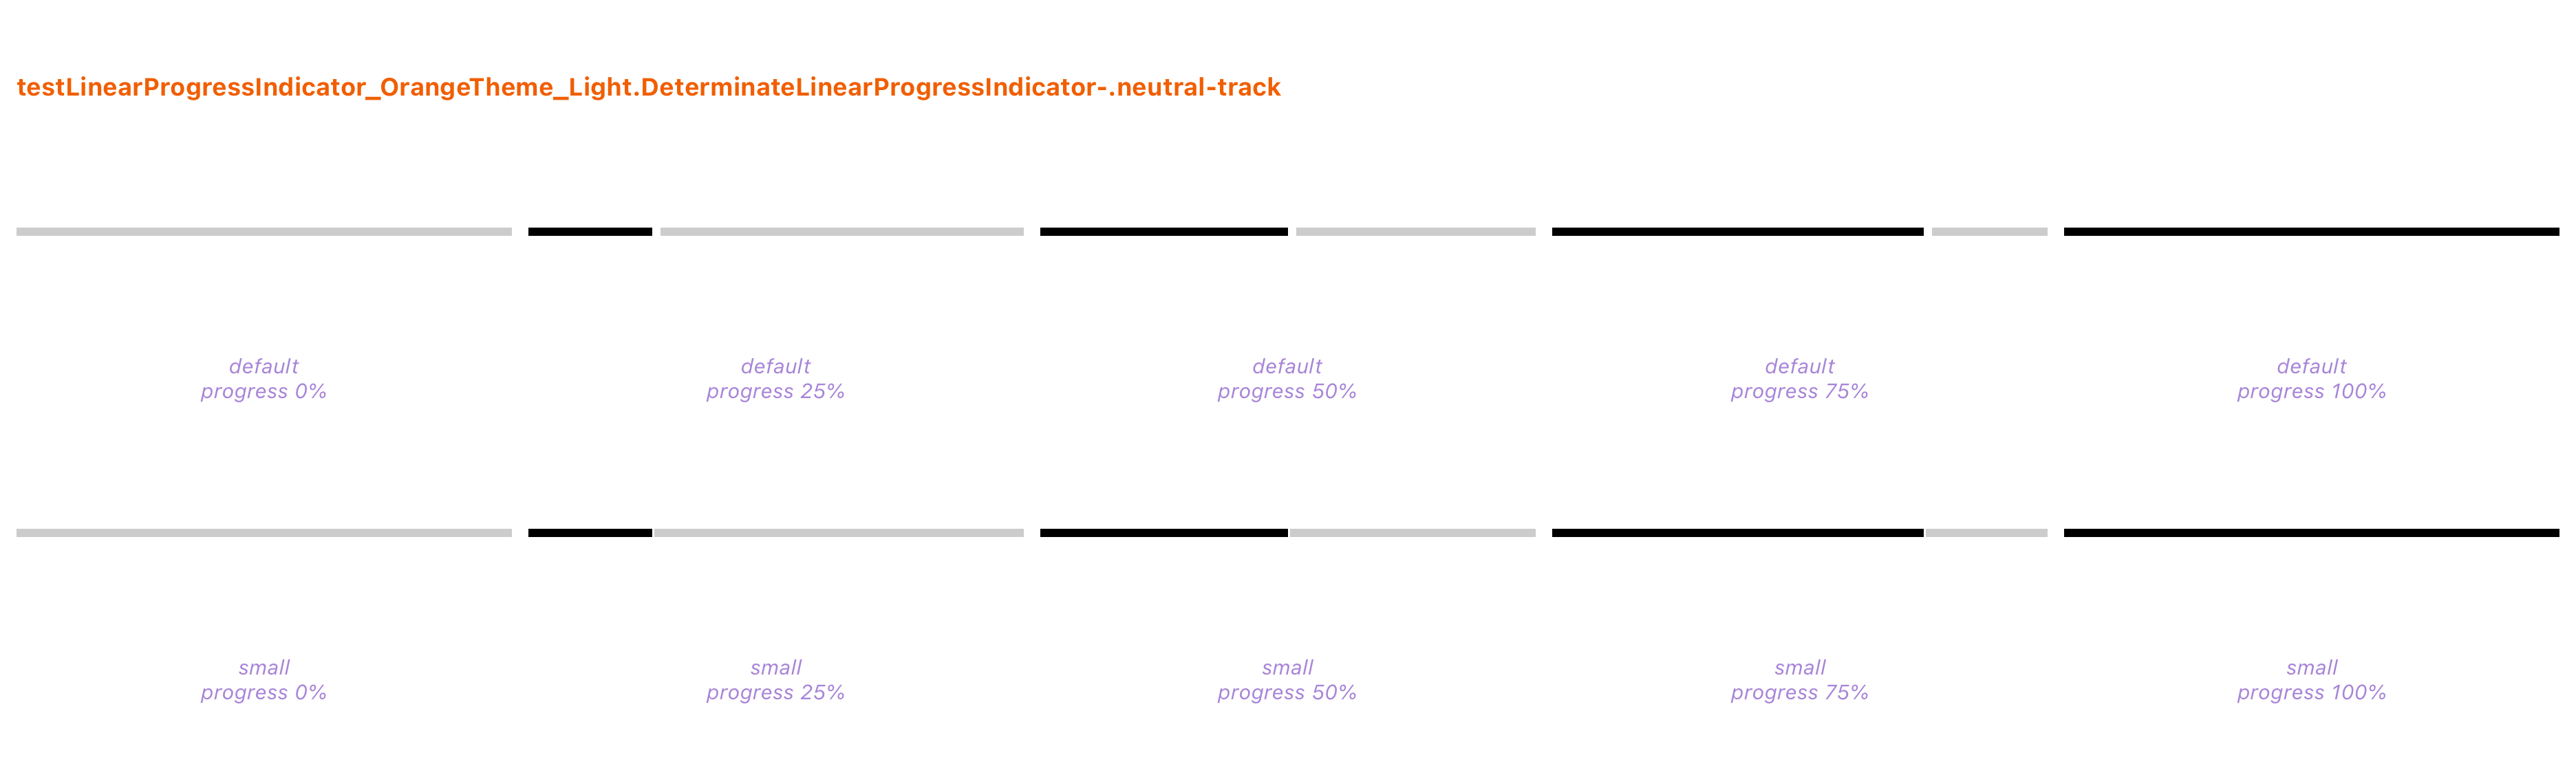 testLinearProgressIndicator_OrangeTheme_Light.DeterminateLinearProgressIndicator-.neutral-track
default
progress 0%
default
progress 25%
default
progress 50%
default
progress 75%
default
progress 100%
small
progress 0%
small
progress 25%
small
progress 50%
small
progress 75%
small
progress 100%